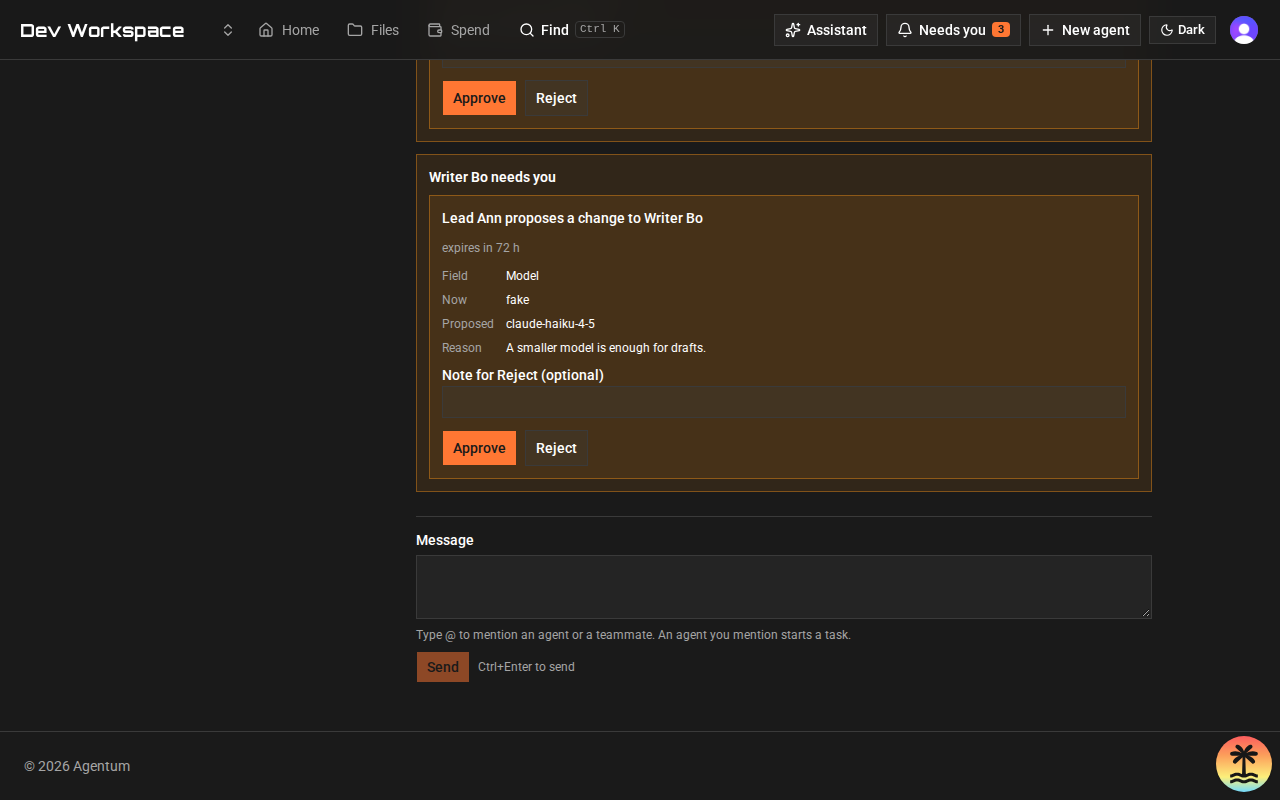 Dev Workspace
Home
Files
Spend
Find Ctrl K
Assistant
Needs you 3
New agent
Dark
Approve
Reject
Writer Bo needs you
Lead Ann proposes a change to Writer Bo
expires in 72 h
Field Model
Now fake
Proposed claude-haiku-4-5
Reason A smaller model is enough for drafts.
Note for Reject (optional)
Approve
Reject
Message
Type @ to mention an agent or a teammate. An agent you mention starts a task.
Send Ctrl+Enter to send
© 2026 Agentum